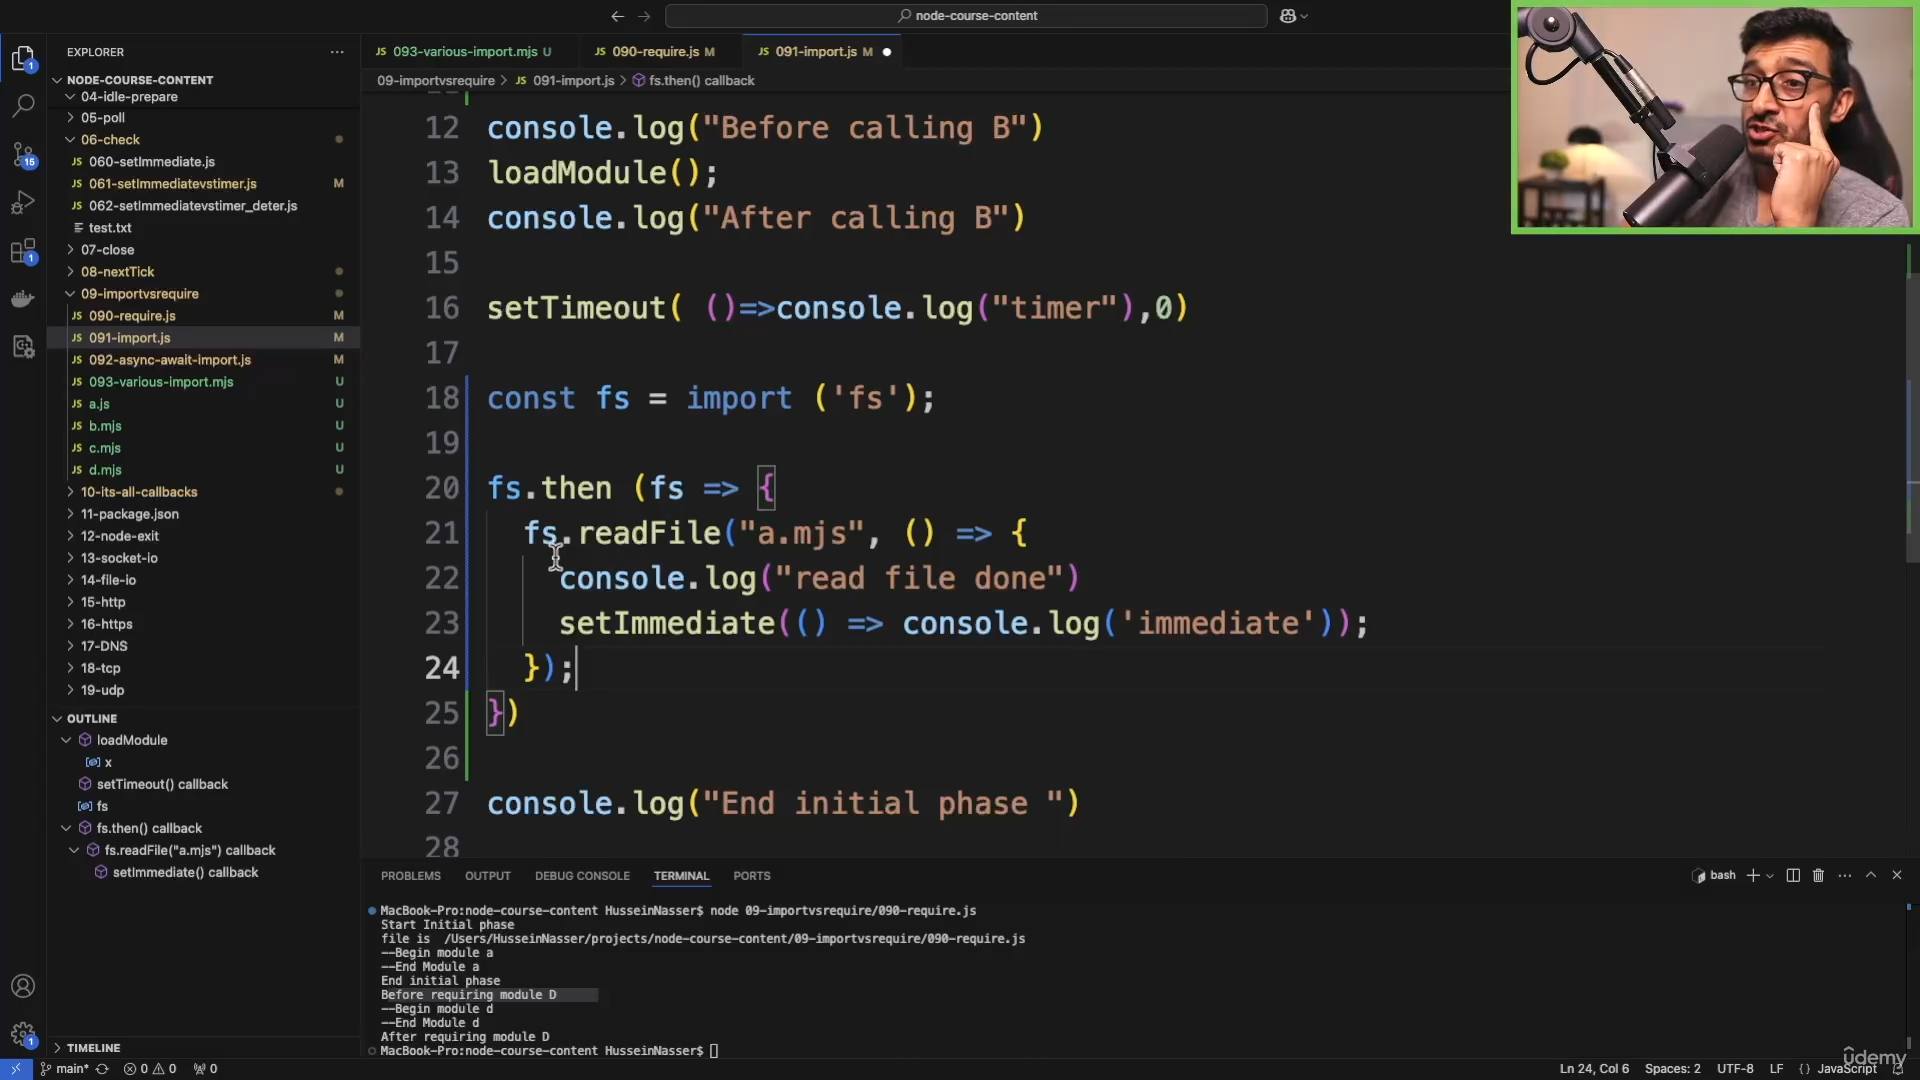 node-course-content
EXPLORER
NODE-COURSE-CONTENT
04-idle-prepare
05-poll
06-check
060-setImmediate.js
061-setImmediatevstimer.js M
062-setImmediatevstimer_deter.js
test.txt
07-close
08-nextTick
09-importvsrequire
090-require.js M
091-import.js M
092-async-await-import.js M
093-various-import.mjs U
a.js U
b.mjs U
c.mjs U
d.mjs U
10-its-all-callbacks
11-package.json
12-node-exit
13-socket-io
14-file-io
15-http
16-https
17-DNS
18-tcp
19-udp
OUTLINE
loadModule
x
setTimeout() callback
fs
fs.then() callback
fs.readFile("a.mjs") callback
setImmediate() callback
TIMELINE
JS 093-various-import.mjs U
JS 090-require.js M
JS 091-import.js M
09-importvsrequire > JS 091-import.js > fs.then() callback
12 console.log("Before calling B")
13 loadModule();
14 console.log("After calling B")
15
16 setTimeout( ()=>console.log("timer"),0)
17
18 const fs = import ('fs');
19
20 fs.then (fs => {
21 fs.readFile("a.mjs", () => {
22 console.log("read file done")
23 setImmediate(() => console.log('immediate'));
24 });
25 })
26
27 console.log("End initial phase ")
28
PROBLEMS OUTPUT DEBUG CONSOLE TERMINAL PORTS
bash
MacBook-Pro:node-course-content HusseinNasser$ node 09-importvsrequire/090-require.js
Start Initial phase
file is /Users/HusseinNasser/projects/node-course-content/09-importvsrequire/090-require.js
--Begin module a
--End Module a
End initial phase
Before requiring module D
--Begin module d
--End Module d
After requiring module D
MacBook-Pro:node-course-content HusseinNasser$
main* 0 0 0
Ln 24, Col 6 Spaces: 2 UTF-8 LF {} JavaScript
udemy